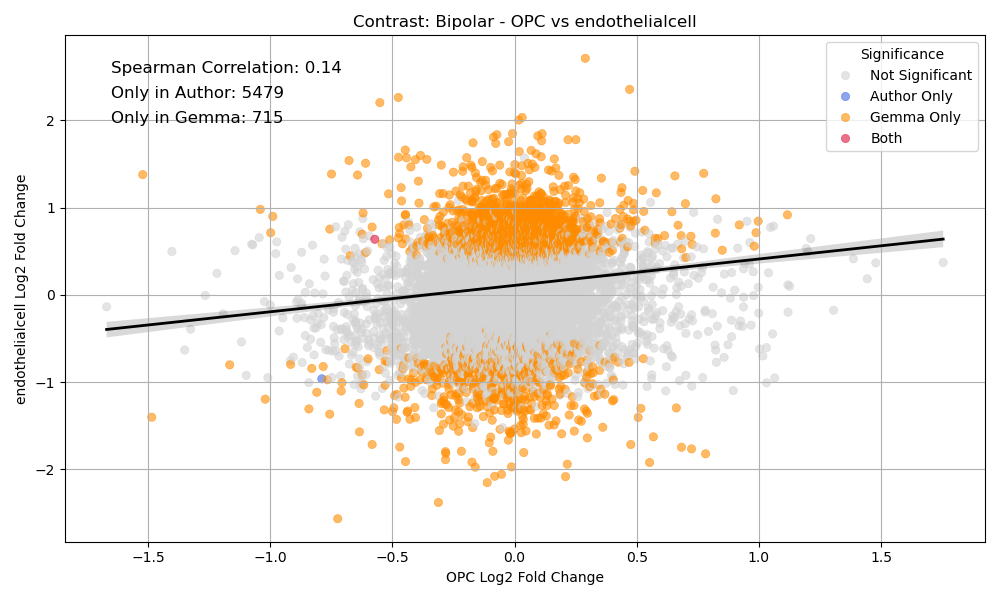 Contrast: Bipolar - OPC vs endothelialcell
Spearman Correlation: 0.14
Only in Author: 5479
Only in Gemma: 715
Significance
Not Significant
Author Only
Gemma Only
Both
endothelialcell Log2 Fold Change
2
1
0
−1
−2
−1.5
−1.0
−0.5
0.0
0.5
1.0
1.5
OPC Log2 Fold Change